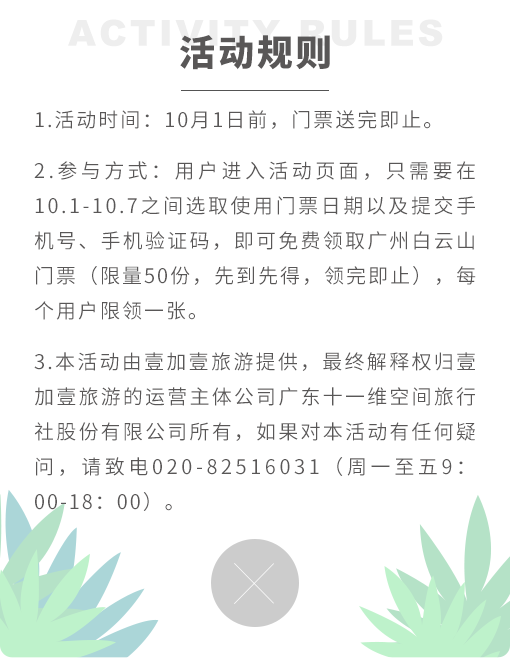 ACTIVITY RULES
活动规则
1.活动时间：10月1日前，门票送完即止。
2.参与方式：用户进入活动页面，只需要在
10.1-10.7之间选取使用门票日期以及提交手
机号、手机验证码，即可免费领取广州白云山
门票（限量50份，先到先得，领完即止），每
个用户限领一张。
3.本活动由壹加壹旅游提供，最终解释权归壹
加壹旅游的运营主体公司广东十一维空间旅行
社股份有限公司所有，如果对本活动有任何疑
问，请致电020-82516031（周一至五9：
00-18：00）。